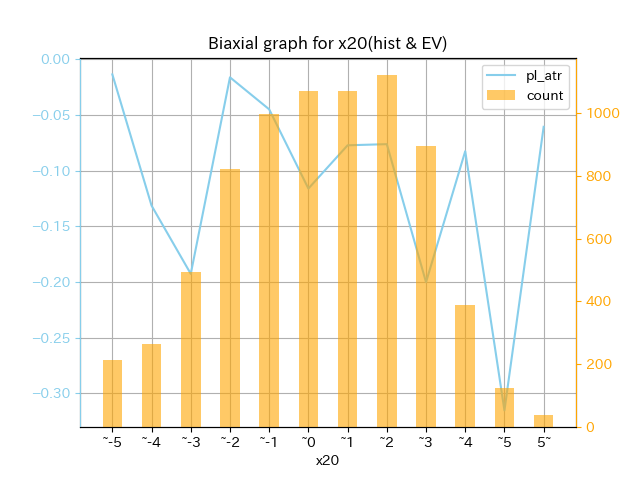 Biaxial graph for x20(hist & EV)
pl_atr
count
0.00
−0.05
−0.10
−0.15
−0.20
−0.25
−0.30
1000
800
600
400
200
0
~-5 ~-4 ~-3 ~-2 ~-1 ~0 ~1 ~2 ~3 ~4 ~5 5~
x20